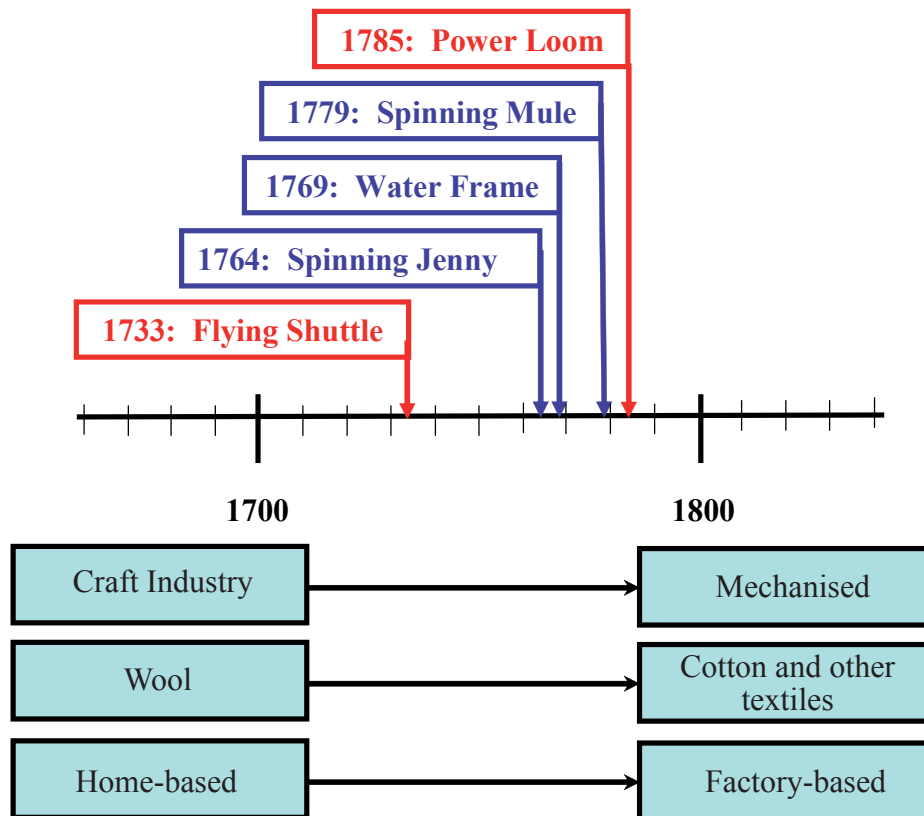 1785: Power Loom
1779: Spinning Mule
1769: Water Frame
1764: Spinning Jenny
1733: Flying Shuttle
1700
1800
Craft Industry
Mechanised
Wool
Cotton and other
textiles
Home-based
Factory-based